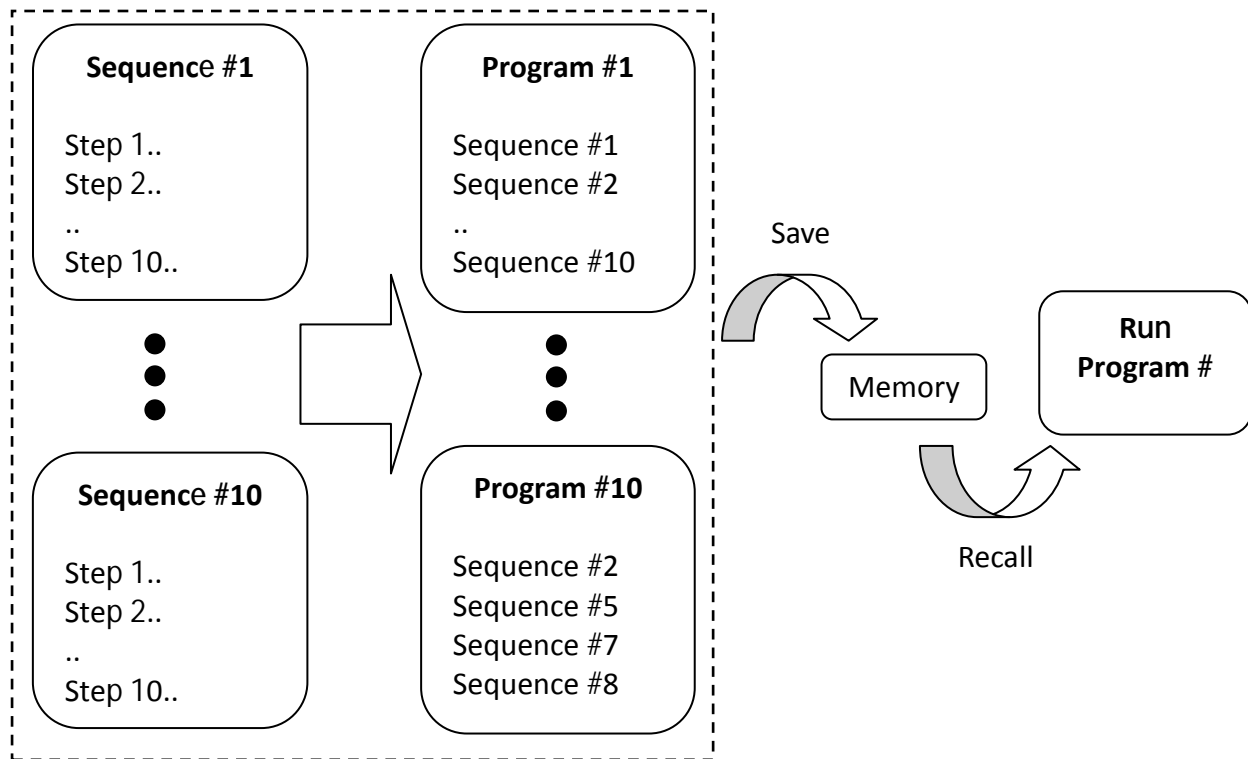 Sequence #1
Step 1..
Step 2..
..
Step 10..
Program #1
Sequence #1
Sequence #2
..
Sequence #10
Sequence #10
Step 1..
Step 2..
..
Step 10..
Program #10
Sequence #2
Sequence #5
Sequence #7
Sequence #8
Save
Memory
Recall
Run
Program #